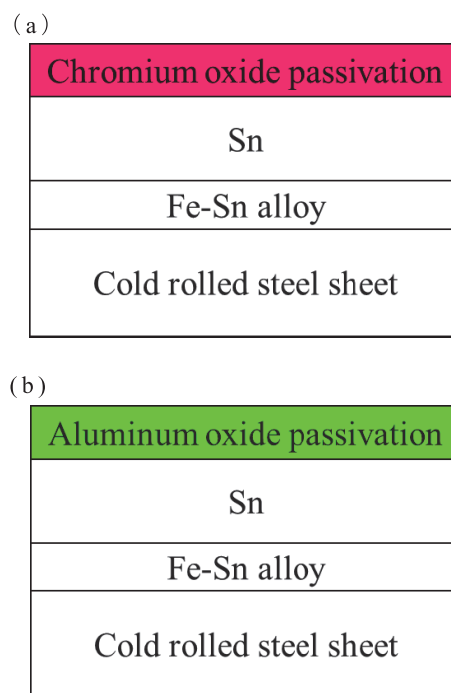 (a)
Chromium oxide passivation
Sn
Fe-Sn alloy
Cold rolled steel sheet
(b)
Aluminum oxide passivation
Sn
Fe-Sn alloy
Cold rolled steel sheet